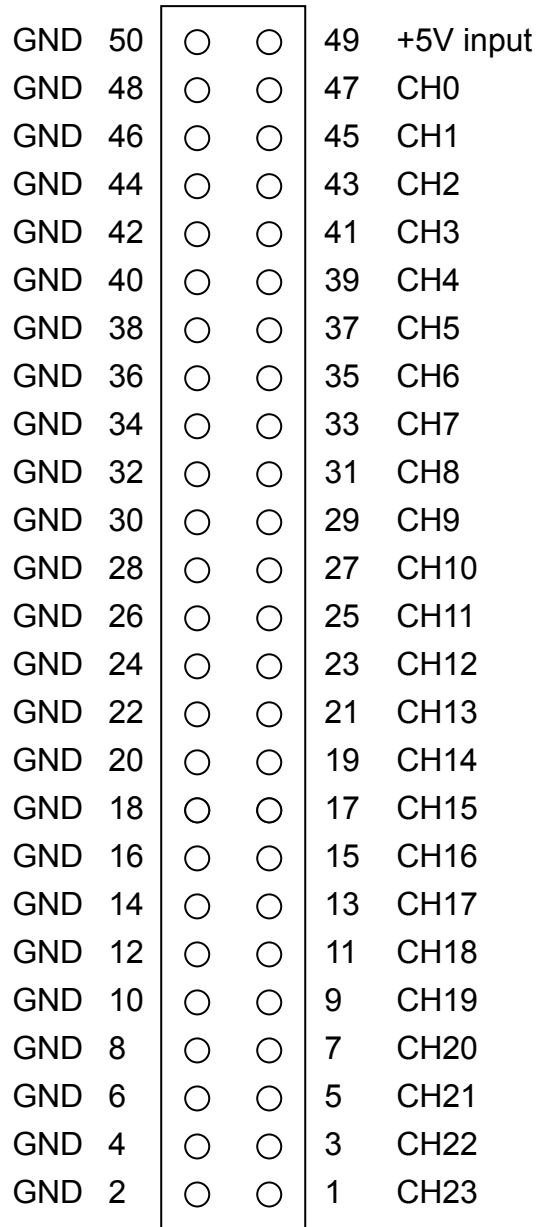 GND 50 49 +5V input
GND 48 47 CH0
GND 46 45 CH1
GND 44 43 CH2
GND 42 41 CH3
GND 40 39 CH4
GND 38 37 CH5
GND 36 35 CH6
GND 34 33 CH7
GND 32 31 CH8
GND 30 29 CH9
GND 28 27 CH10
GND 26 25 CH11
GND 24 23 CH12
GND 22 21 CH13
GND 20 19 CH14
GND 18 17 CH15
GND 16 15 CH16
GND 14 13 CH17
GND 12 11 CH18
GND 10 9 CH19
GND 8 7 CH20
GND 6 5 CH21
GND 4 3 CH22
GND 2 1 CH23